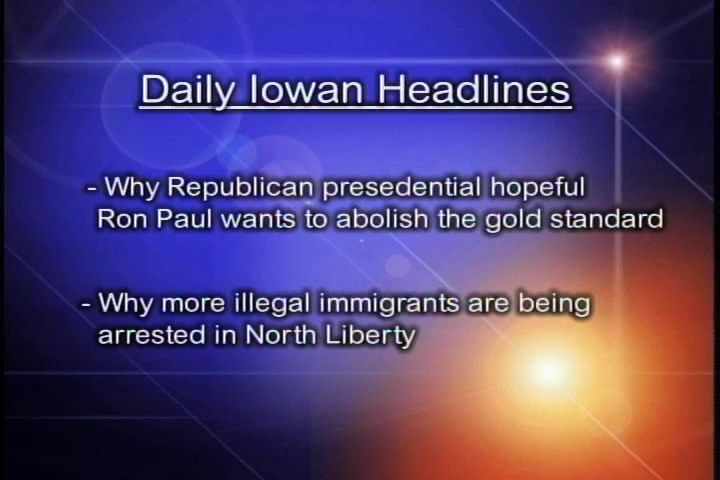 Daily Iowan Headlines
- Why Republican presedential hopeful
Ron Paul wants to abolish the gold standard
- Why more illegal immigrants are being
arrested in North Liberty